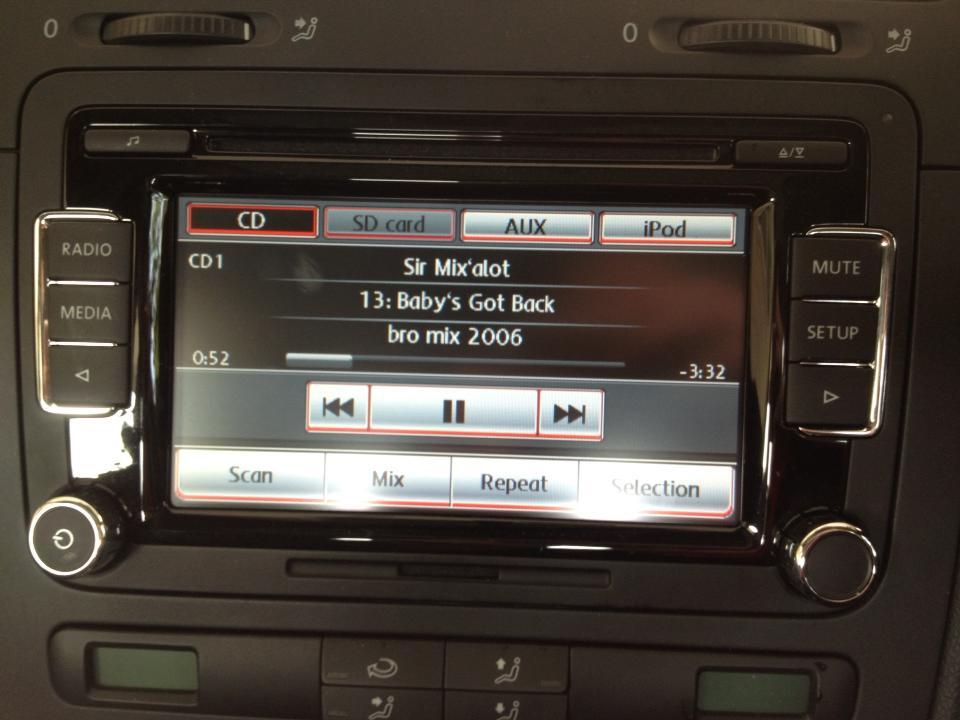 0
0
RADIO
MEDIA
MUTE
SETUP
CD
SD card
AUX
iPod
CD1
Sir Mix'alot
13: Baby's Got Back
bro mix 2006
0:52
-3:32
Scan
Mix
Repeat
Selection